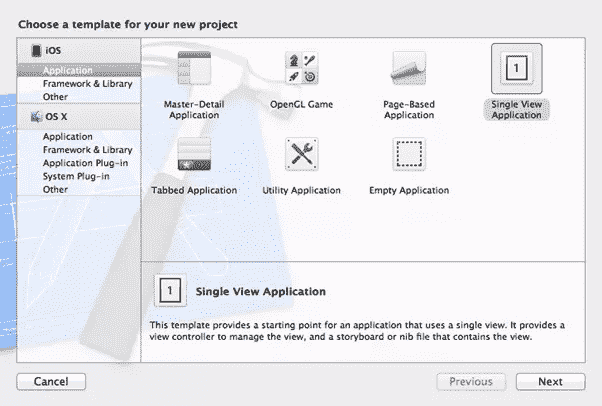 Choose a template for your new project
iOS
Application
Framework & Library
Other
OS X
Application
Framework & Library
Application Plug-in
System Plug-in
Other
Master-Detail
Application
OpenGL Game
Page-Based
Application
1
Single View
Application
Tabbed Application
Utility Application
Empty Application
1
Single View Application
This template provides a starting point for an application that uses a single view. It provides a
view controller to manage the view, and a storyboard or nib file that contains the view.
Cancel
Previous
Next